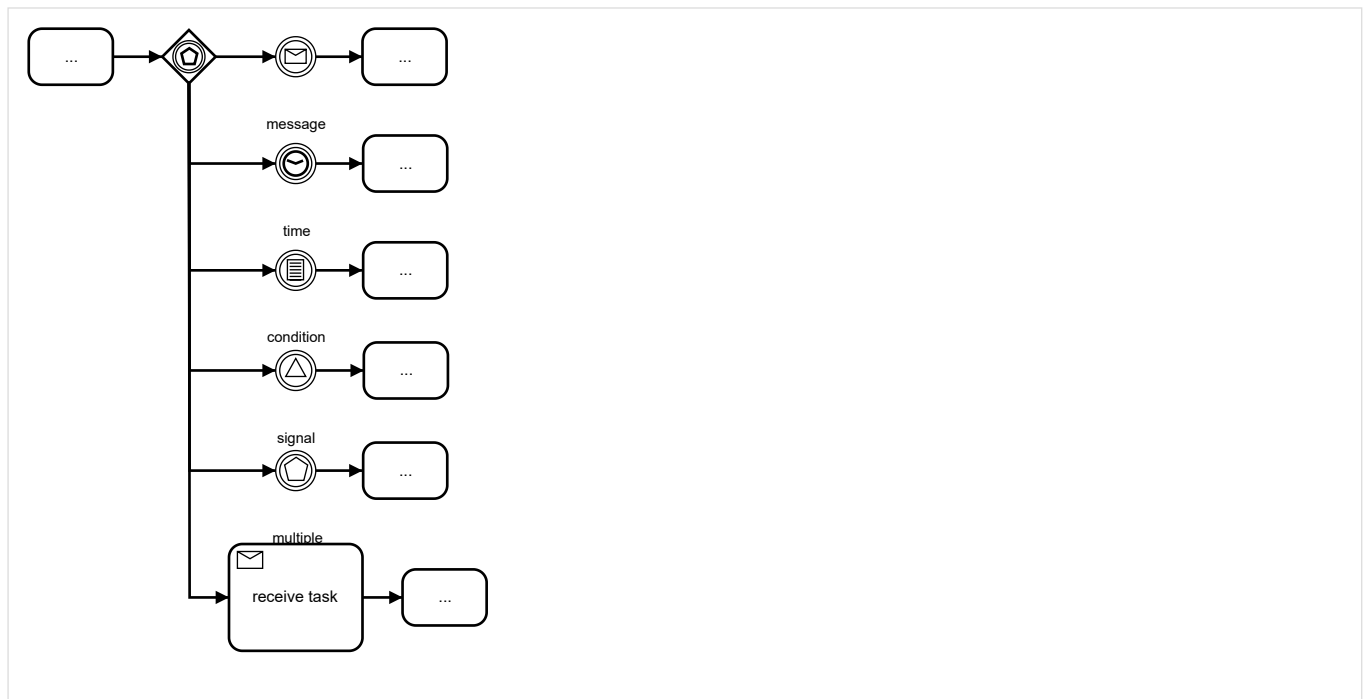 ...
...
message
...
time
...
condition
...
signal
...
multiple
receive task
...